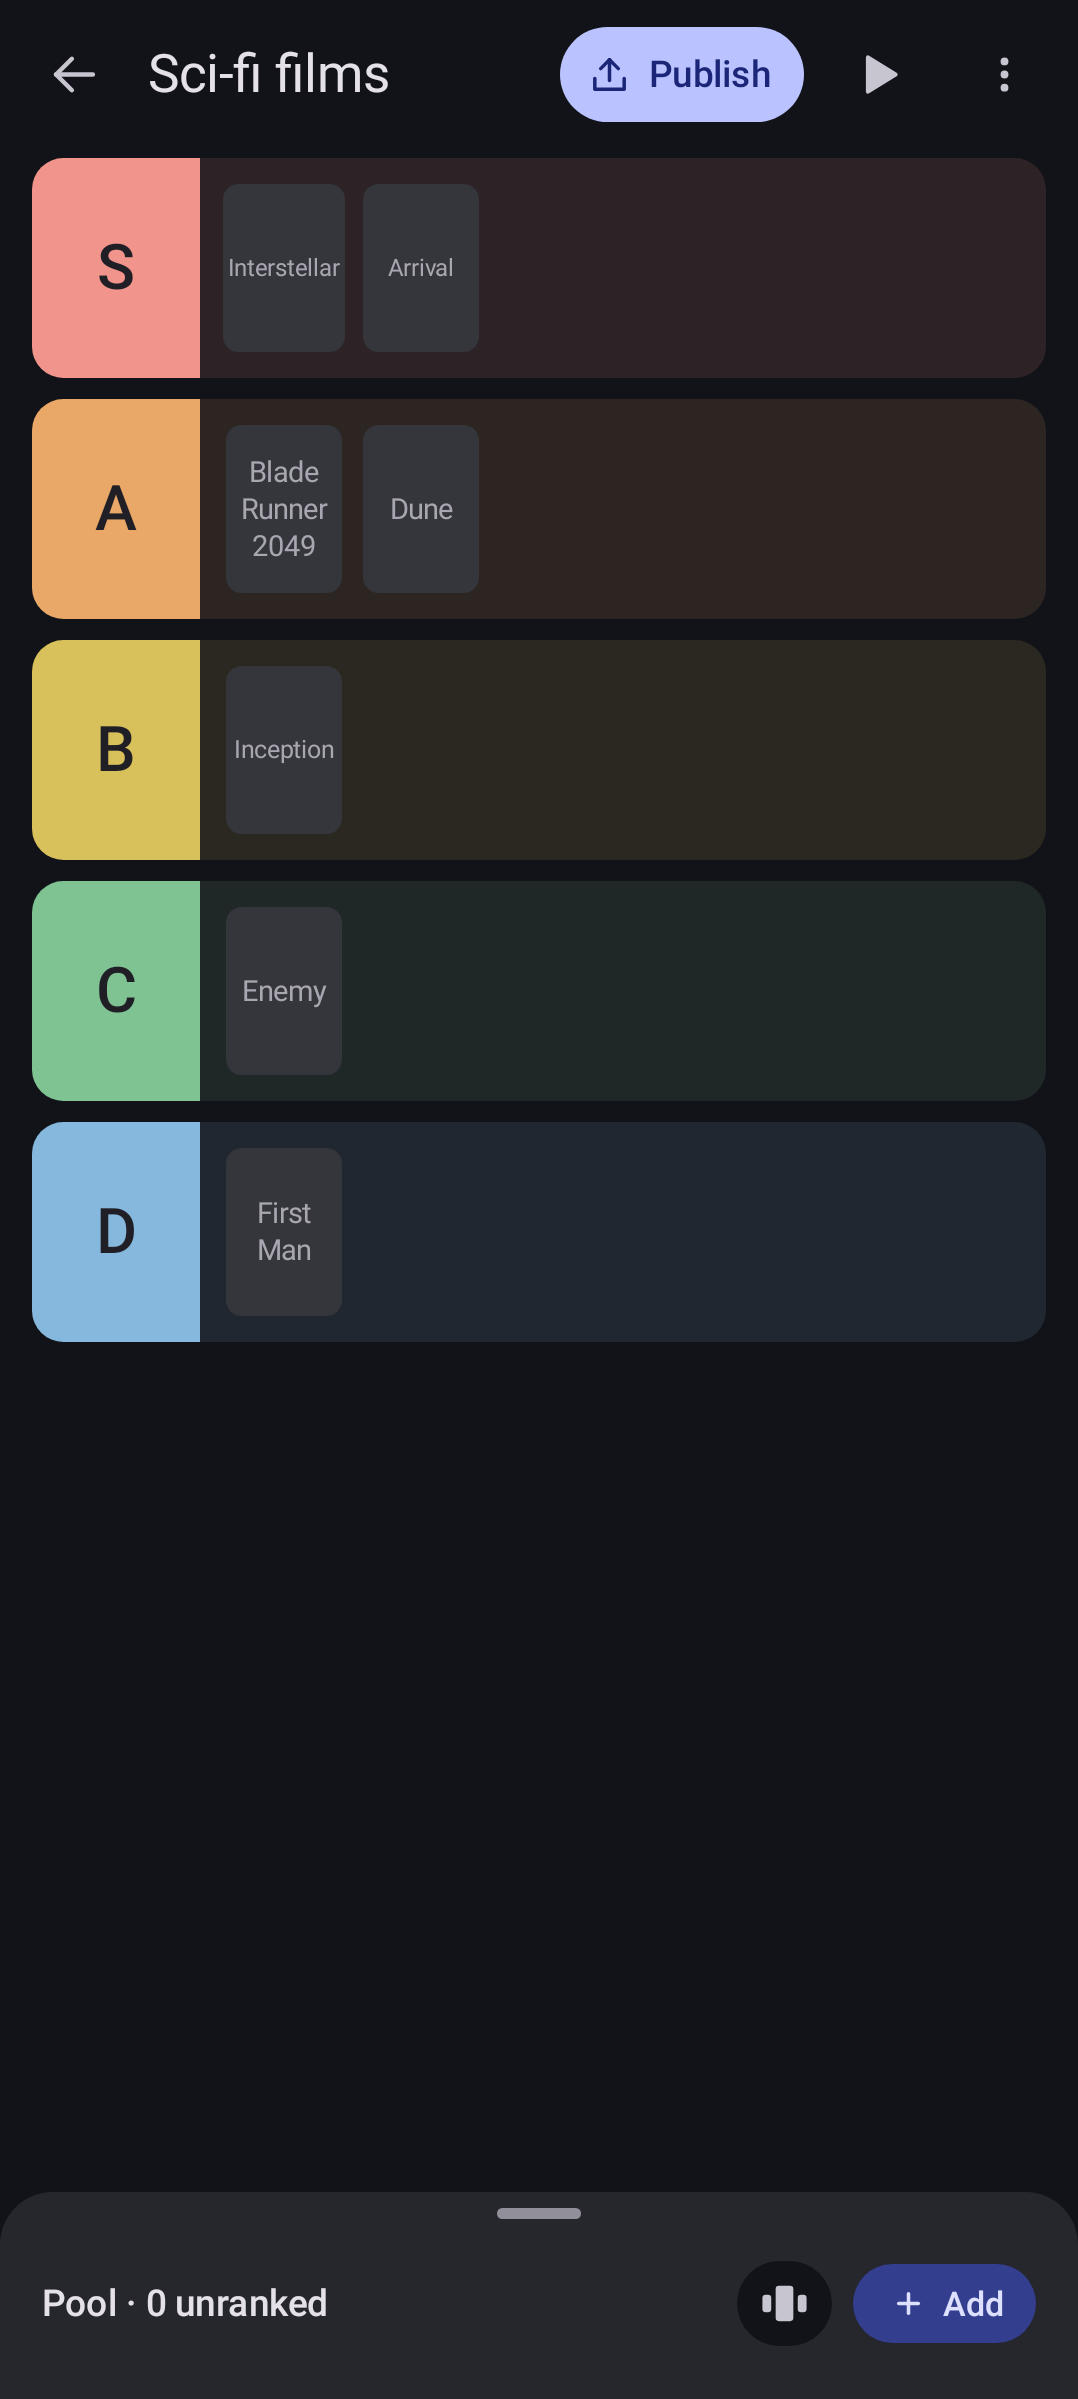 Sci-fi films
Publish
S
Interstellar
Arrival
A
Blade
Runner
2049
Dune
B
Inception
C
Enemy
D
First
Man
Pool · 0 unranked
Add